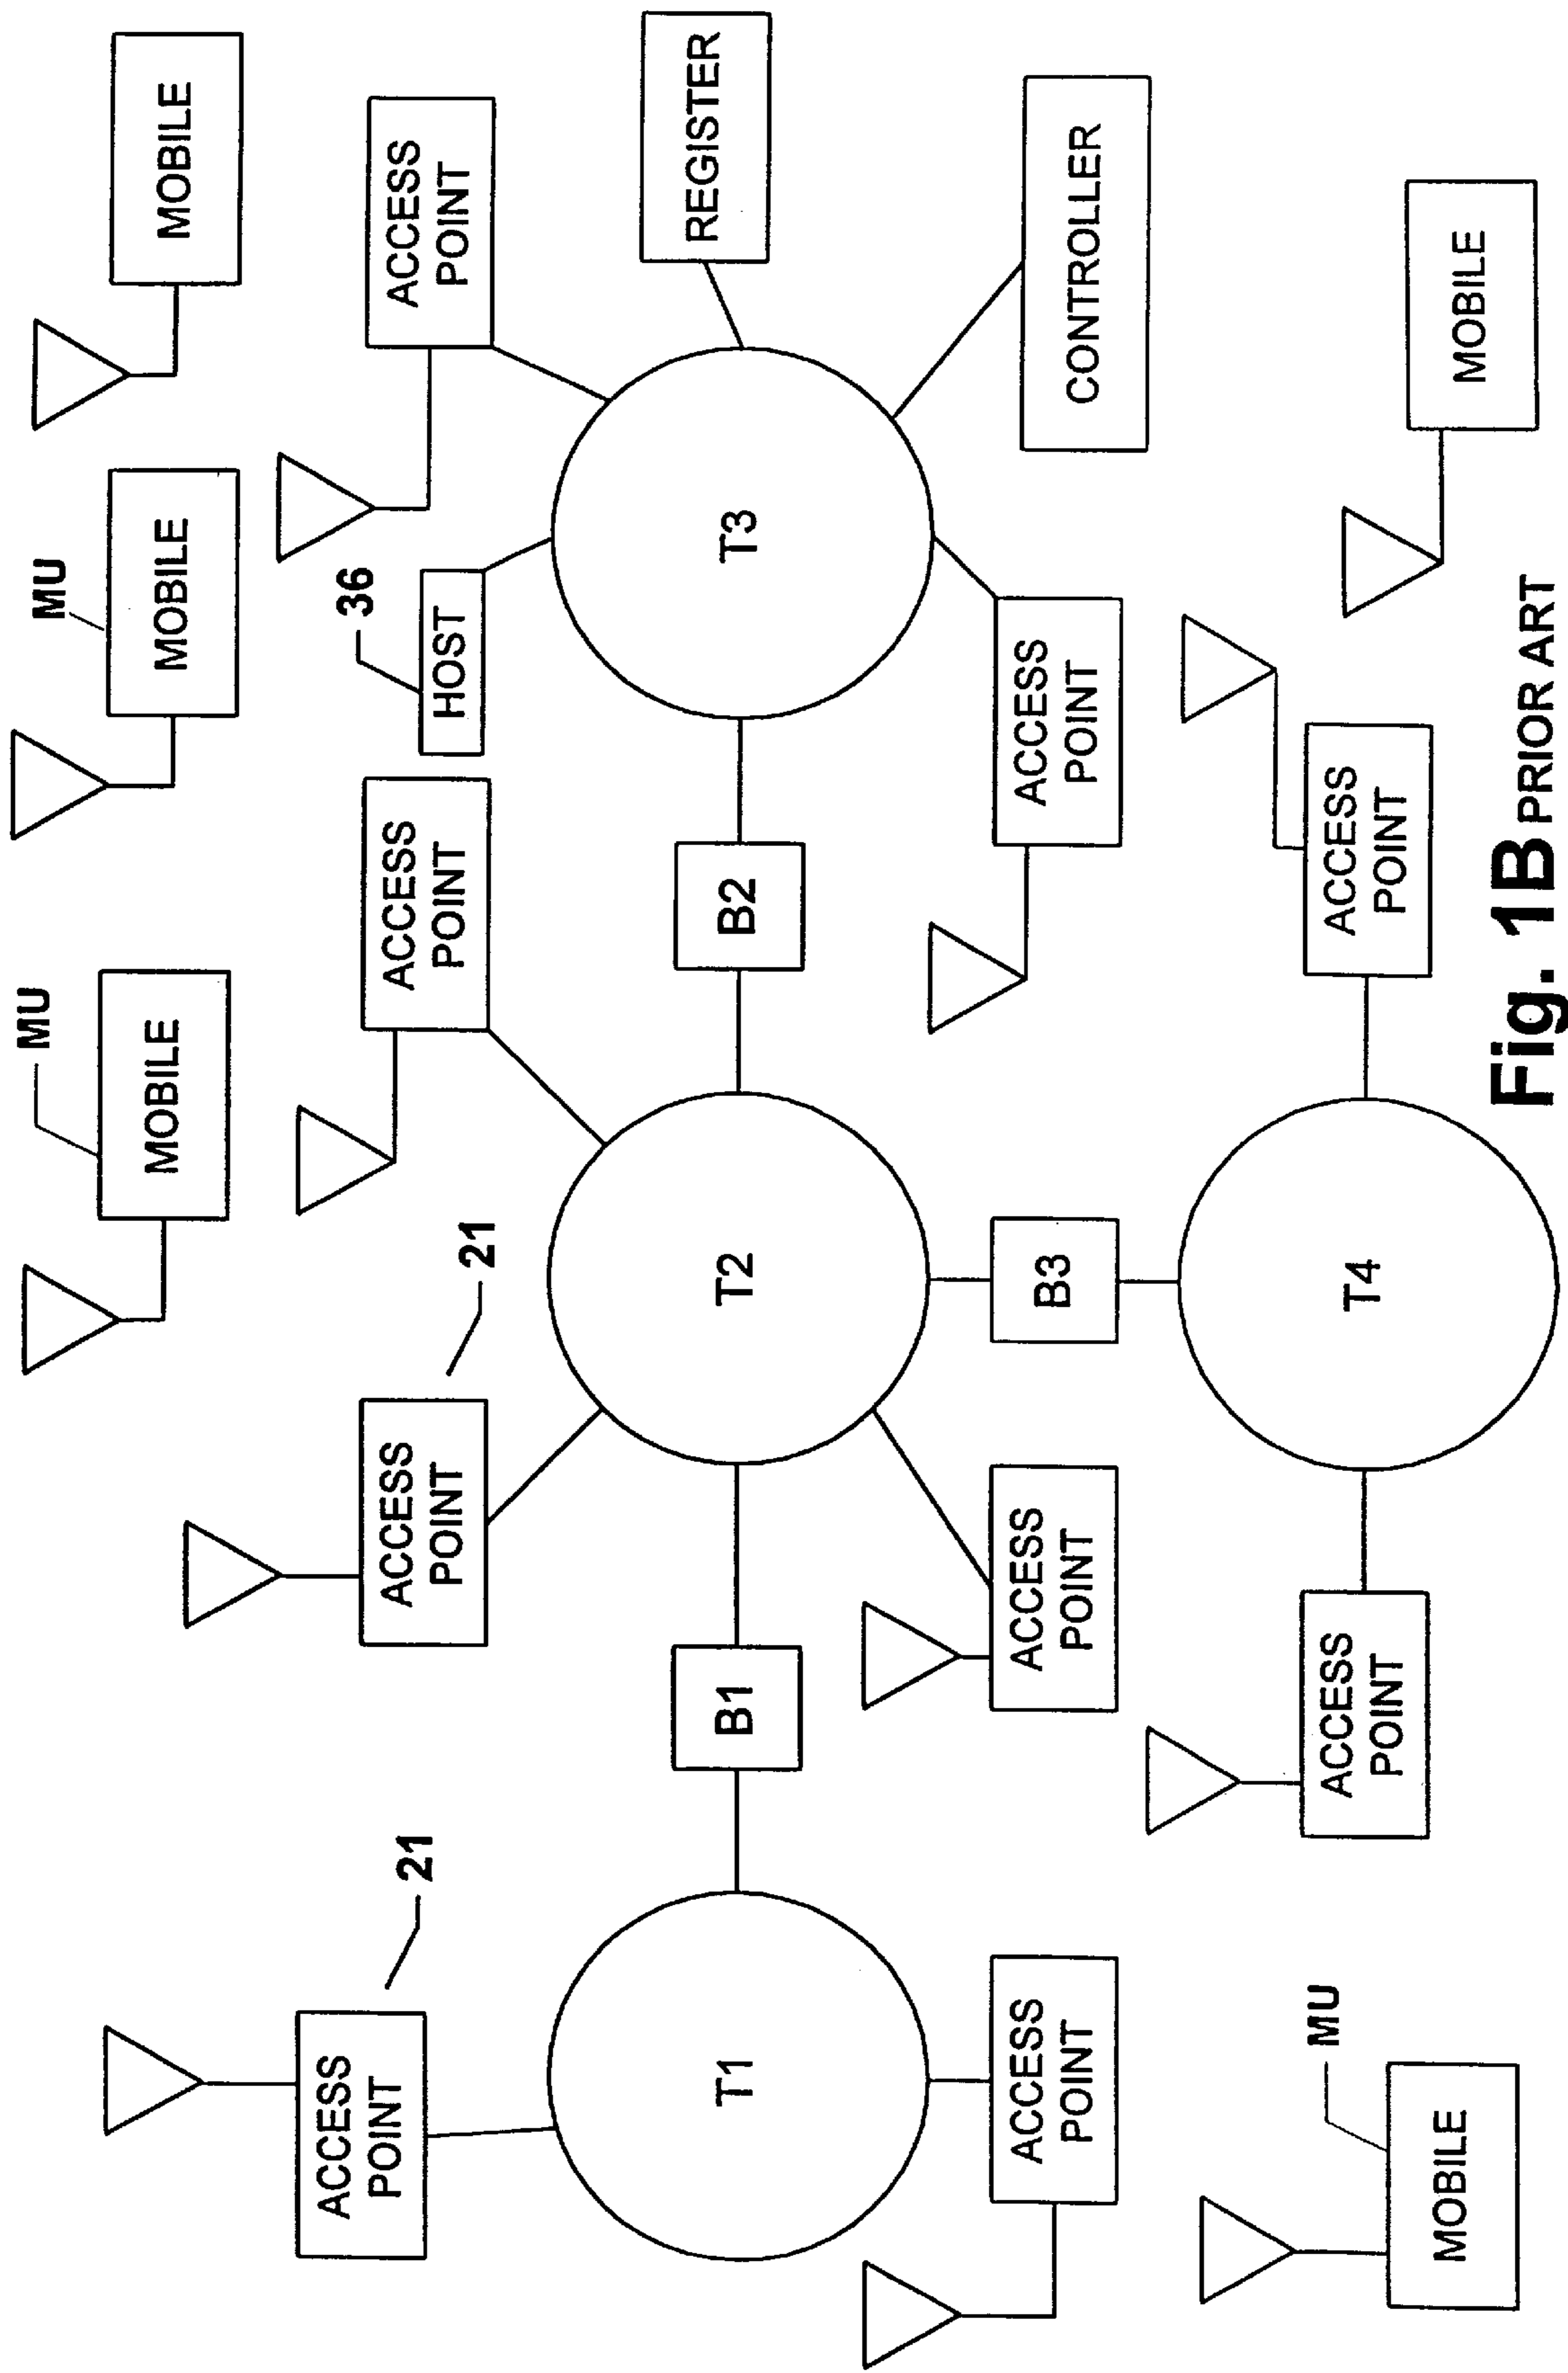 MU
MU
MOBILE
MOBILE
MOBILE
ACCESS
POINT
21
ACCESS
POINT
21
ACCESS
POINT
36
HOST
ACCESS
POINT
T1
B1
T2
B2
T3
REGISTER
ACCESS
POINT
ACCESS
POINT
B3
ACCESS
POINT
CONTROLLER
MU
MOBILE
ACCESS
POINT
T4
ACCESS
POINT
MOBILE
Fig. 1B PRIOR ART